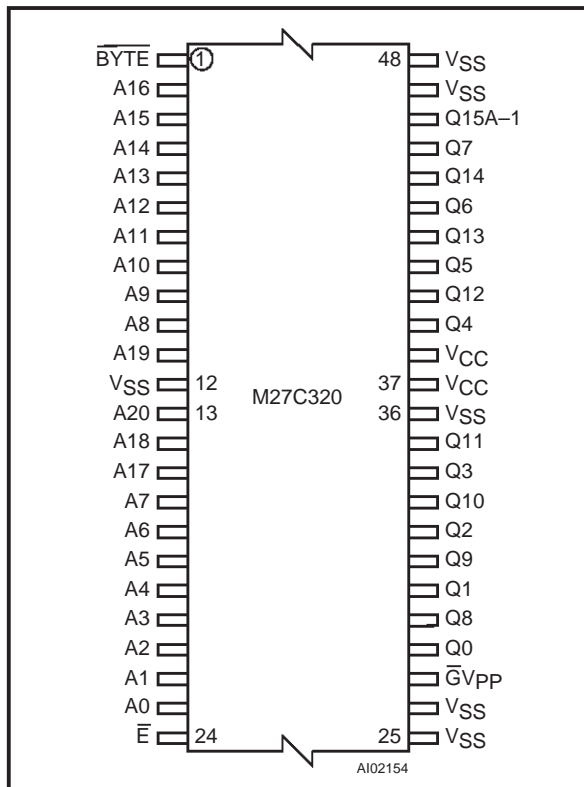 B̅Y̅T̅E̅ 1 48 VSS
A16 VSS
A15 Q15A–1
A14 Q7
A13 Q14
A12 Q6
A11 Q13
A10 Q5
A9 Q12
A8 Q4
A19 VCC
VSS 12 37 VCC
M27C320
A20 13 36 VSS
A18 Q11
A17 Q3
A7 Q10
A6 Q2
A5 Q9
A4 Q1
A3 Q8
A2 Q0
A1 G̅VPP
A0 VSS
E̅ 24 25 VSS
AI02154